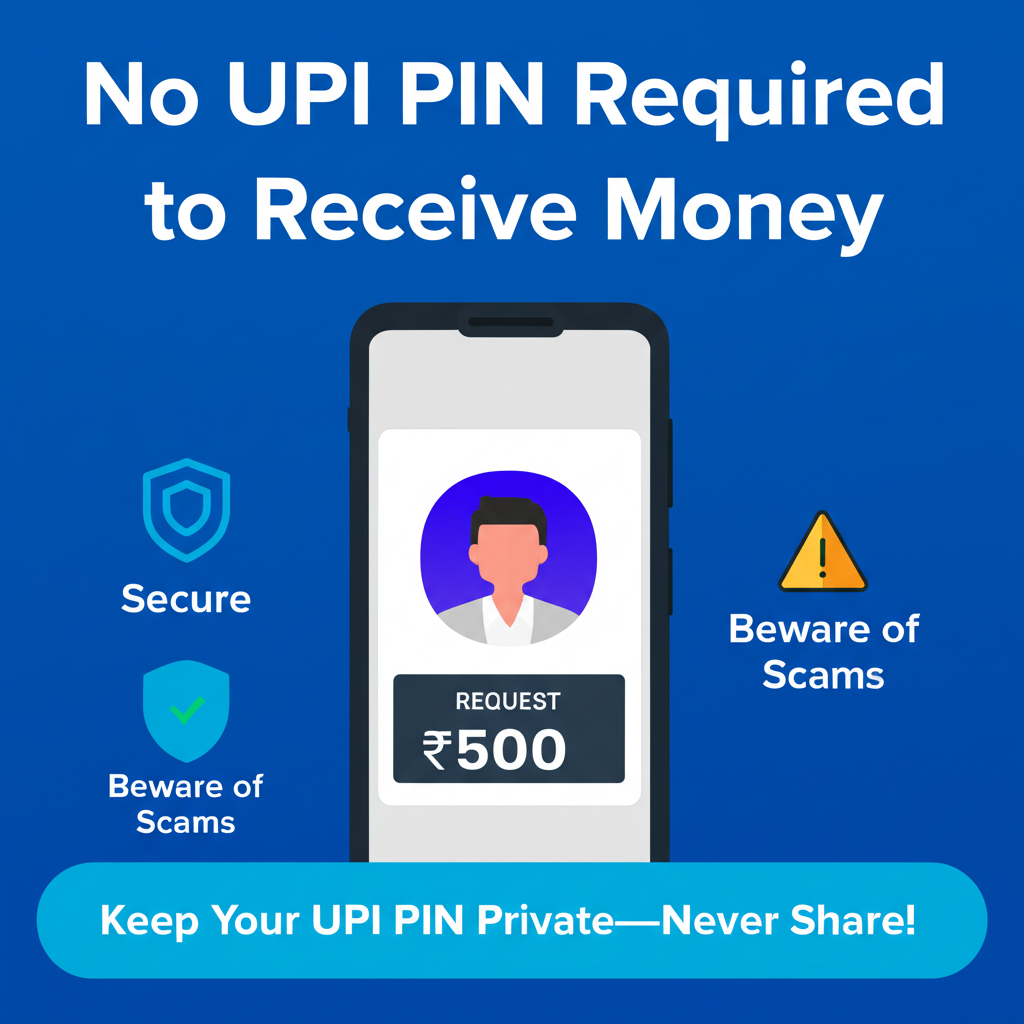 No UPI PIN Required
to Receive Money
Secure
Beware of
Scams
REQUEST
₹500
Beware of
Scams
Keep Your UPI PIN Private—Never Share!